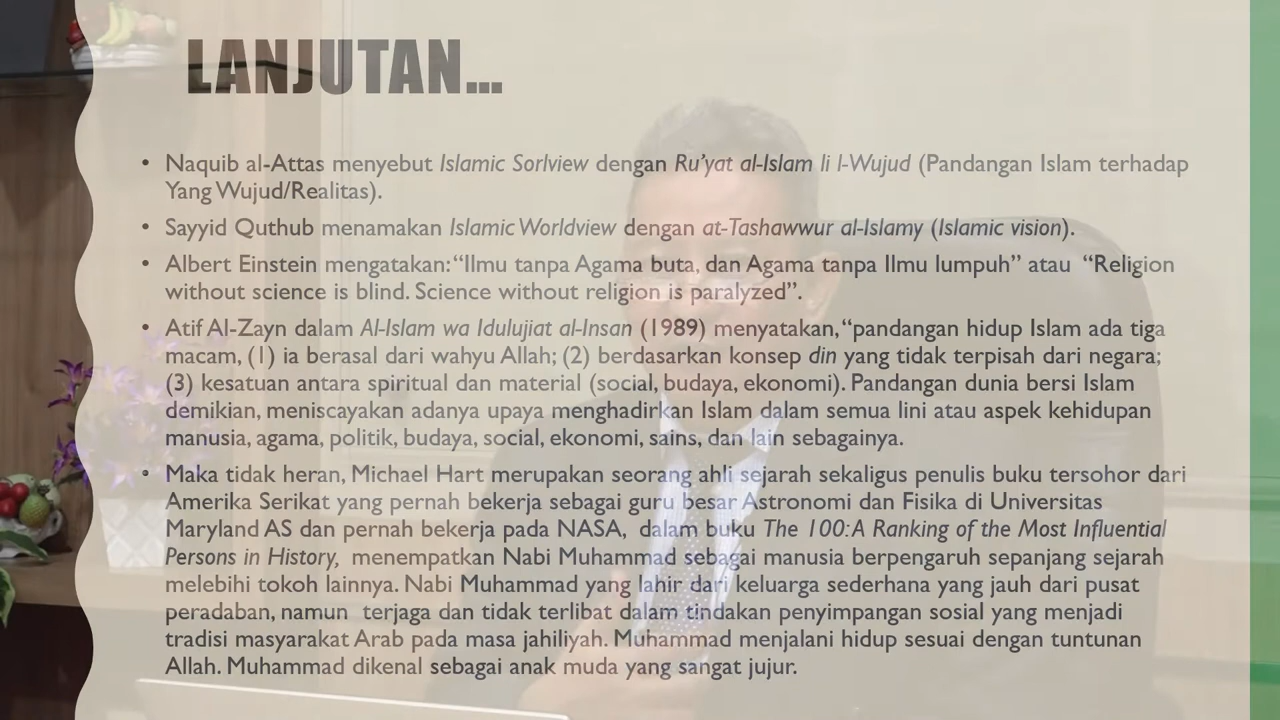 LANJUTAN...
• Naquib al-Attas menyebut Islamic Sorlview dengan Ru'yat al-Islam li l-Wujud (Pandangan Islam terhadap
Yang Wujud/Realitas).
• Sayyid Quthub menamakan Islamic Worldview dengan at-Tashawwur al-Islamy (Islamic vision).
• Albert Einstein mengatakan: “Ilmu tanpa Agama buta, dan Agama tanpa Ilmu lumpuh” atau “Religion
without science is blind. Science without religion is paralyzed”.
• Atif Al-Zayn dalam Al-Islam wa Idulujiat al-Insan (1989) menyatakan, “pandangan hidup Islam ada tiga
macam, (1) ia berasal dari wahyu Allah; (2) berdasarkan konsep din yang tidak terpisah dari negara;
(3) kesatuan antara spiritual dan material (social, budaya, ekonomi). Pandangan dunia bersi Islam
demikian, meniscayakan adanya upaya menghadirkan Islam dalam semua lini atau aspek kehidupan
manusia, agama, politik, budaya, social, ekonomi, sains, dan lain sebagainya.
• Maka tidak heran, Michael Hart merupakan seorang ahli sejarah sekaligus penulis buku tersohor dari
Amerika Serikat yang pernah bekerja sebagai guru besar Astronomi dan Fisika di Universitas
Maryland AS dan pernah bekerja pada NASA, dalam buku The 100: A Ranking of the Most Influential
Persons in History, menempatkan Nabi Muhammad sebagai manusia berpengaruh sepanjang sejarah
melebihi tokoh lainnya. Nabi Muhammad yang lahir dari keluarga sederhana yang jauh dari pusat
peradaban, namun terjaga dan tidak terlibat dalam tindakan penyimpangan sosial yang menjadi
tradisi masyarakat Arab pada masa jahiliyah. Muhammad menjalani hidup sesuai dengan tuntunan
Allah. Muhammad dikenal sebagai anak muda yang sangat jujur.